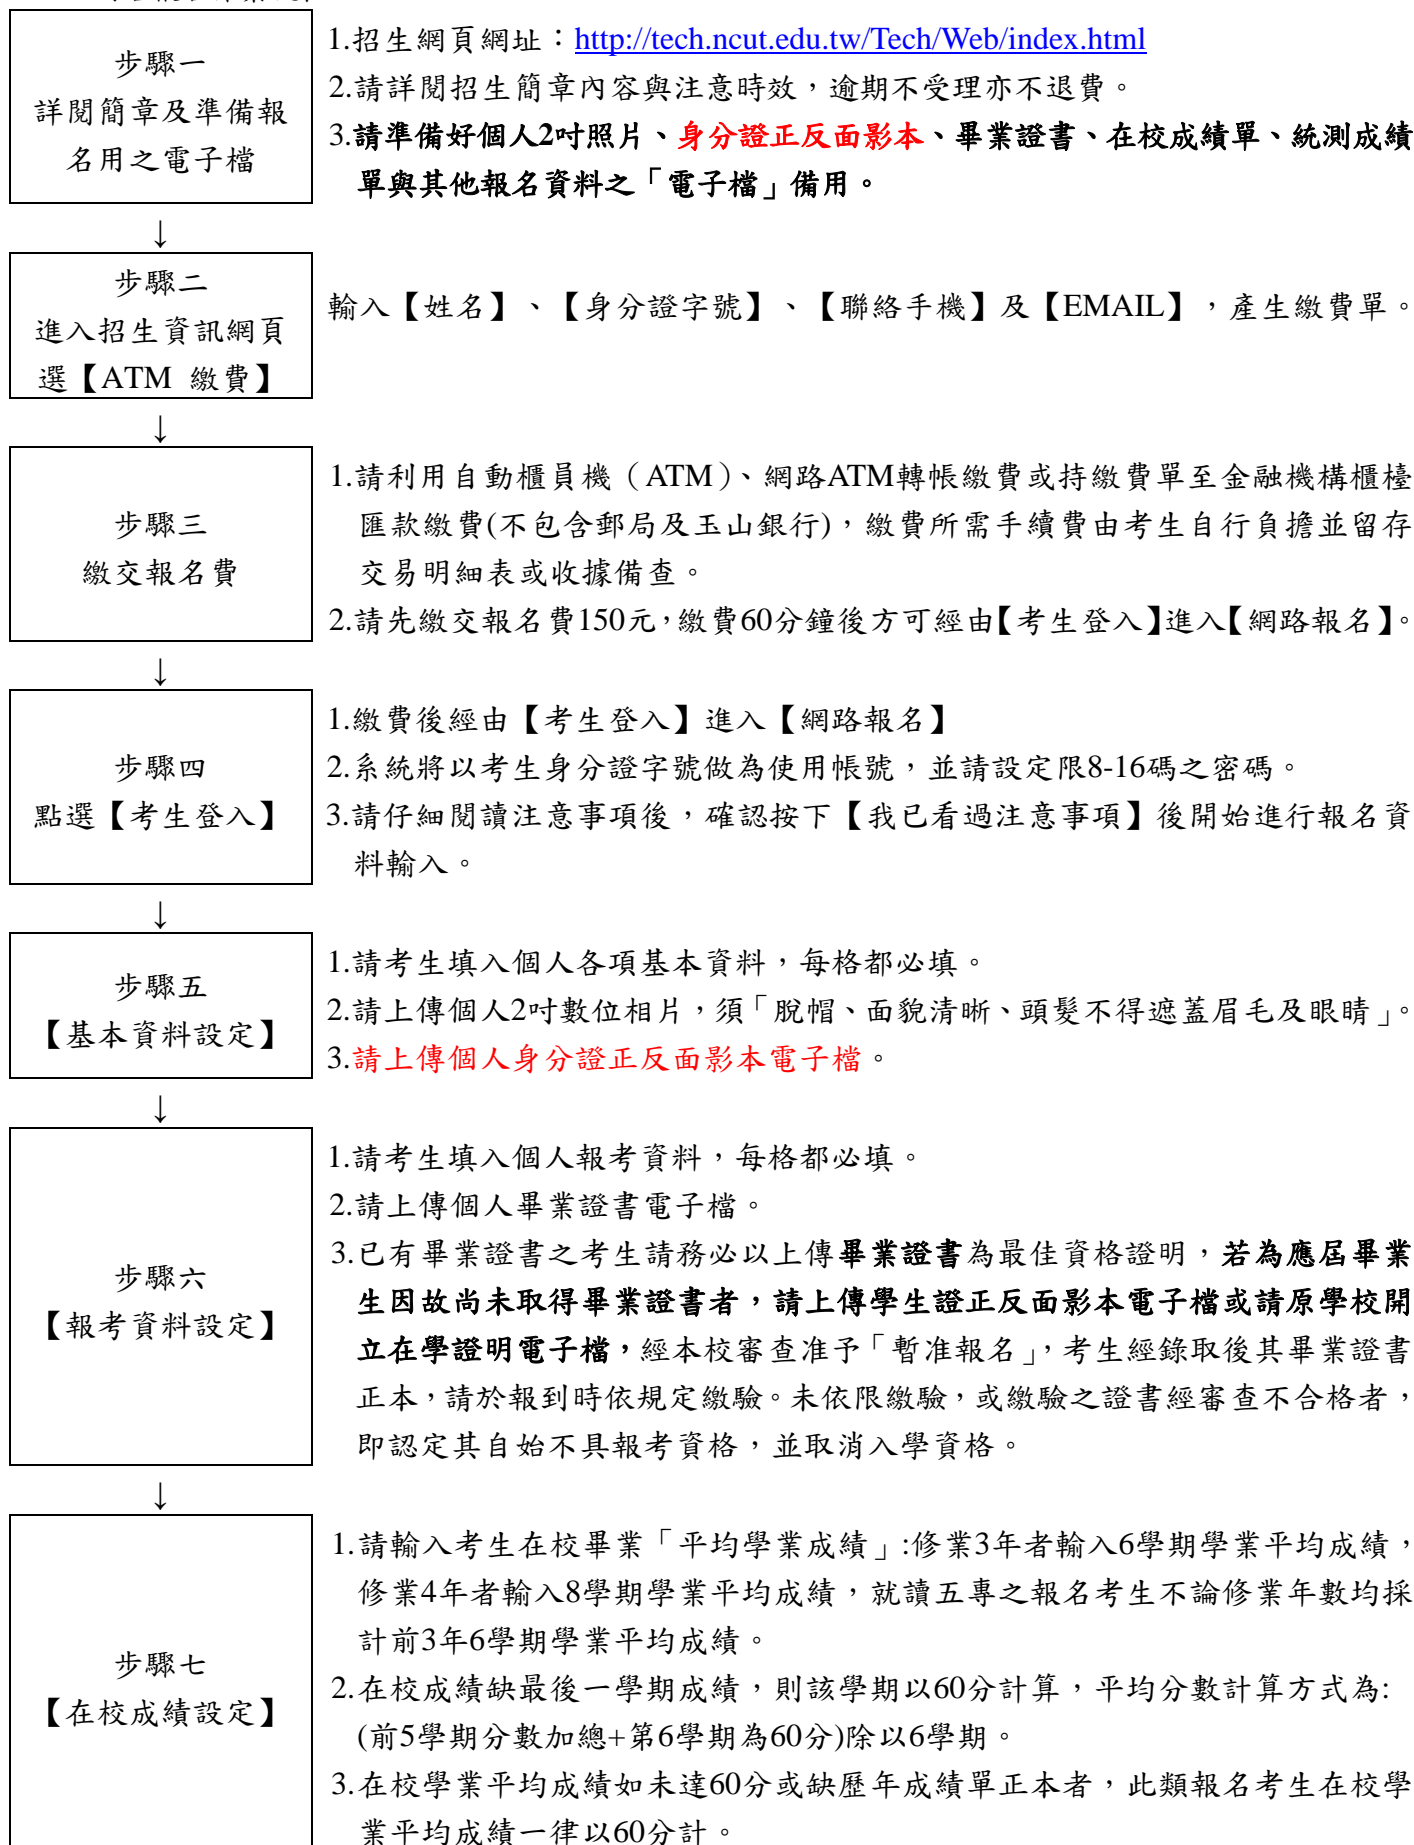 步驟一
詳閱簡章及準備報
名用之電子檔
1.招生網頁網址：http://tech.ncut.edu.tw/Tech/Web/index.html
2.請詳閱招生簡章內容與注意時效，逾期不受理亦不退費。
3.請準備好個人2吋照片、身分證正反面影本、畢業證書、在校成績單、統測成績
單與其他報名資料之「電子檔」備用。
↓
步驟二
進入招生資訊網頁
選【ATM 繳費】
輸入【姓名】、【身分證字號】、【聯絡手機】及【EMAIL】，產生繳費單。
↓
步驟三
繳交報名費
1.請利用自動櫃員機（ATM）、網路ATM轉帳繳費或持繳費單至金融機構櫃檯
匯款繳費(不包含郵局及玉山銀行)，繳費所需手續費由考生自行負擔並留存
交易明細表或收據備查。
2.請先繳交報名費150元，繳費60分鐘後方可經由【考生登入】進入【網路報名】。
↓
步驟四
點選【考生登入】
1.繳費後經由【考生登入】進入【網路報名】
2.系統將以考生身分證字號做為使用帳號，並請設定限8-16碼之密碼。
3.請仔細閱讀注意事項後，確認按下【我已看過注意事項】後開始進行報名資
料輸入。
↓
步驟五
【基本資料設定】
1.請考生填入個人各項基本資料，每格都必填。
2.請上傳個人2吋數位相片，須「脫帽、面貌清晰、頭髮不得遮蓋眉毛及眼睛」。
3.請上傳個人身分證正反面影本電子檔。
↓
步驟六
【報考資料設定】
1.請考生填入個人報考資料，每格都必填。
2.請上傳個人畢業證書電子檔。
3.已有畢業證書之考生請務必以上傳畢業證書為最佳資格證明，若為應屆畢業
生因故尚未取得畢業證書者，請上傳學生證正反面影本電子檔或請原學校開
立在學證明電子檔，經本校審查准予「暫准報名」，考生經錄取後其畢業證書
正本，請於報到時依規定繳驗。未依限繳驗，或繳驗之證書經審查不合格者，
即認定其自始不具報考資格，並取消入學資格。
↓
步驟七
【在校成績設定】
1.請輸入考生在校畢業「平均學業成績」:修業3年者輸入6學期學業平均成績，
修業4年者輸入8學期學業平均成績，就讀五專之報名考生不論修業年數均採
計前3年6學期學業平均成績。
2.在校成績缺最後一學期成績，則該學期以60分計算，平均分數計算方式為:
(前5學期分數加總+第6學期為60分)除以6學期。
3.在校學業平均成績如未達60分或缺歷年成績單正本者，此類報名考生在校學
業平均成績一律以60分計。